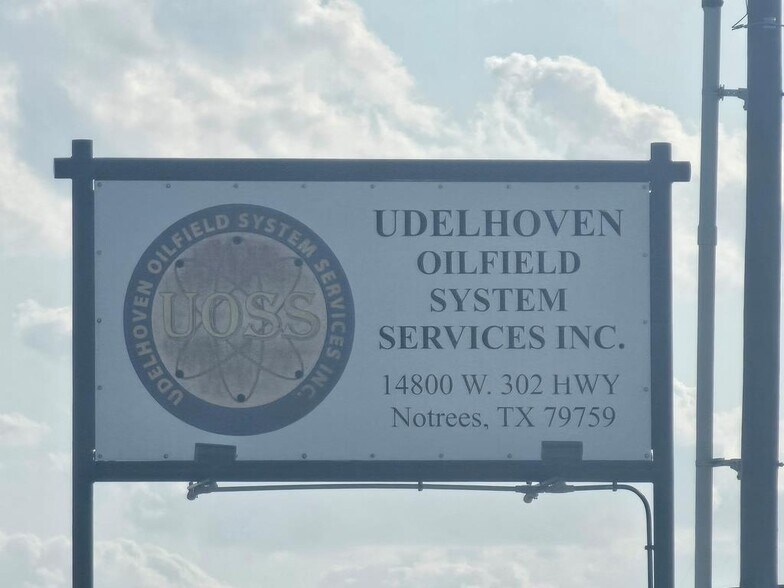 UDELHOVEN OILFIELD SYSTEM SERVICES INC.
UOSS
UDELHOVEN
OILFIELD
SYSTEM
SERVICES INC.
14800 W. 302 HWY
Notrees, TX 79759